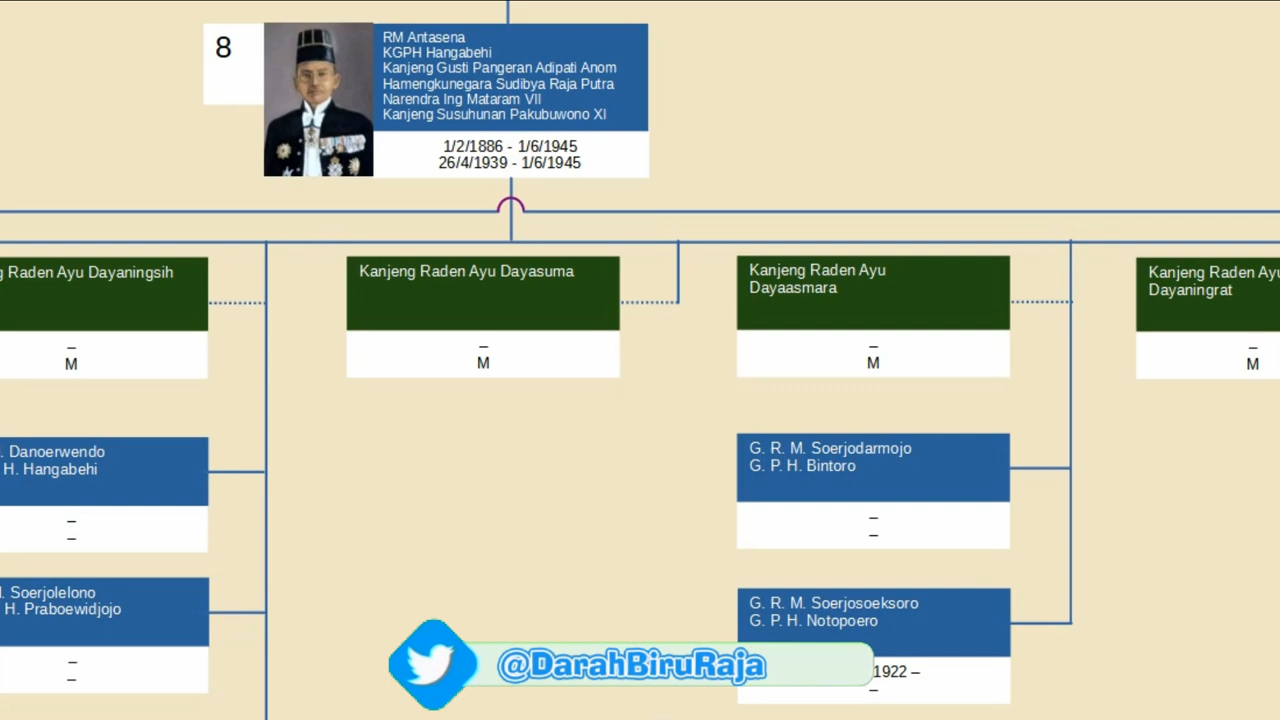 8
RM Antasena
KGPH Hangabehi
Kanjeng Gusti Pangeran Adipati Anom
Hamengkunegara Sudibya Raja Putra
Narendra Ing Mataram VII
Kanjeng Susuhunan Pakubuwono XI
1/2/1886 - 1/6/1945
26/4/1939 - 1/6/1945
g Raden Ayu Dayaningsih
–
M
Kanjeng Raden Ayu Dayasuma
–
M
Kanjeng Raden Ayu
Dayaasmara
–
M
Kanjeng Raden Ayu
Dayaningrat
–
M
. Danoerwendo
H. Hangabehi
–
–
G. R. M. Soerjodarmojo
G. P. H. Bintoro
–
–
. Soerjolelono
H. Praboewidjojo
–
–
G. R. M. Soerjosoeksoro
G. P. H. Notopoero
1922 –
–
@DarahBiruRaja